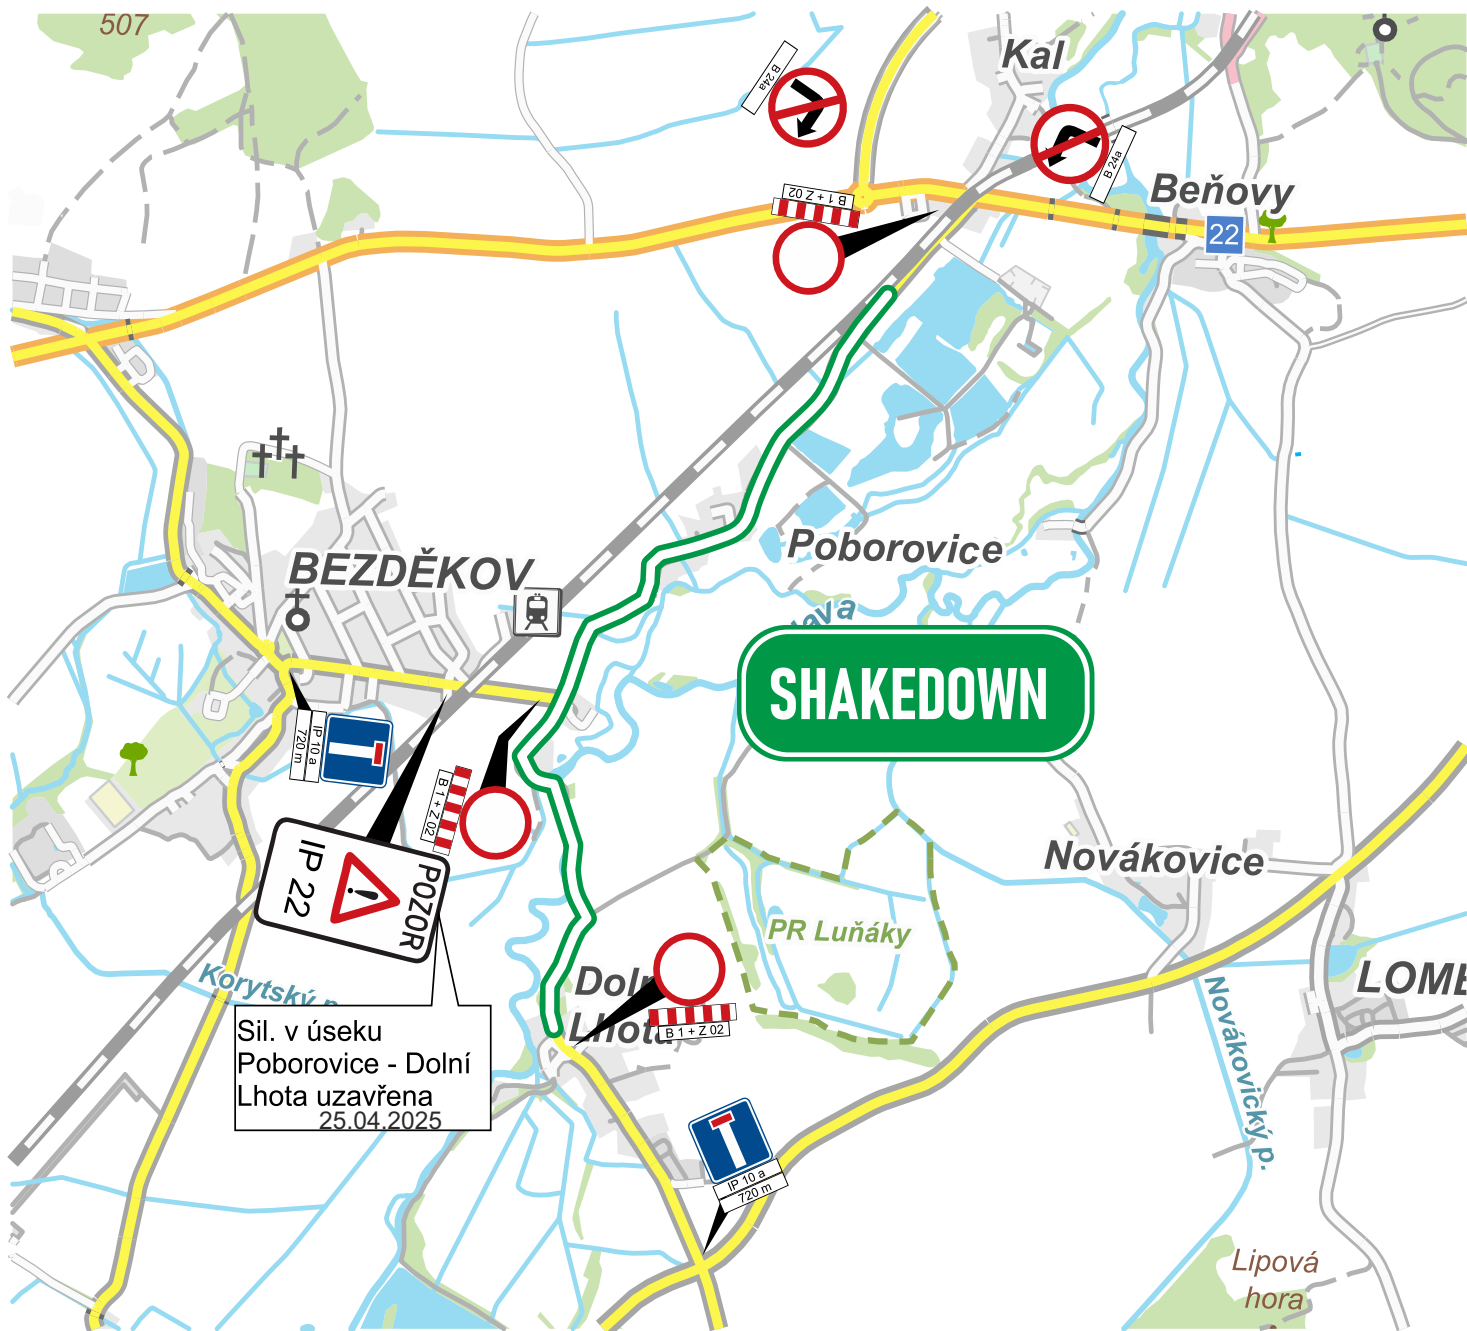 507
Kal
B 24a
B 24a
Beňovy
B 1 + Z 02
22
BEZDĚKOV
Poborovice
SHAKEDOWN
IP 10 a
720 m
B 1 + Z 02
POZOR
IP 22
Novákovice
PR Luňáky
Korytský
Dolní
Lhota
B 1 + Z 02
LOME
Novákovický p.
Sil. v úseku
Poborovice - Dolní
Lhota uzavřena
25.04.2025
IP 10 a
720 m
Lipová
hora